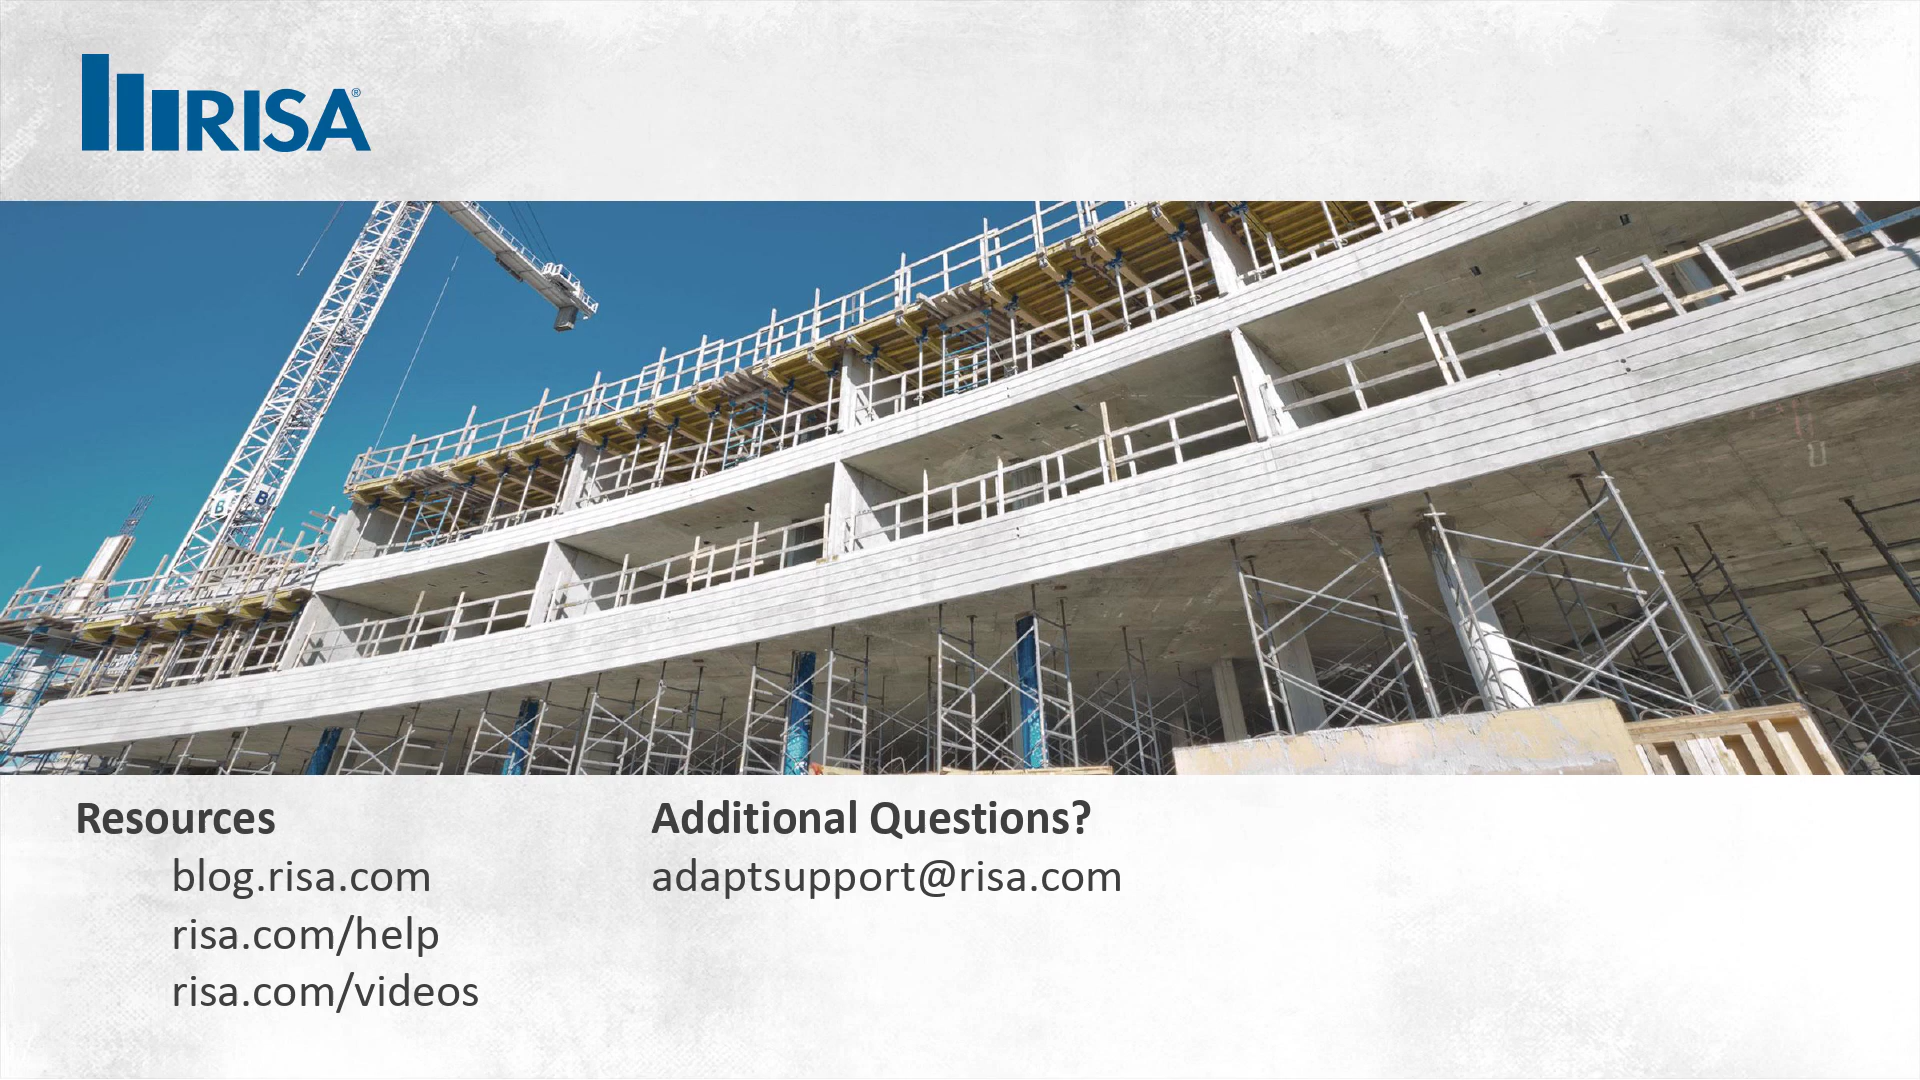 RISA®
B B
Resources
blog.risa.com
risa.com/help
risa.com/videos
Additional Questions?
adaptsupport@risa.com